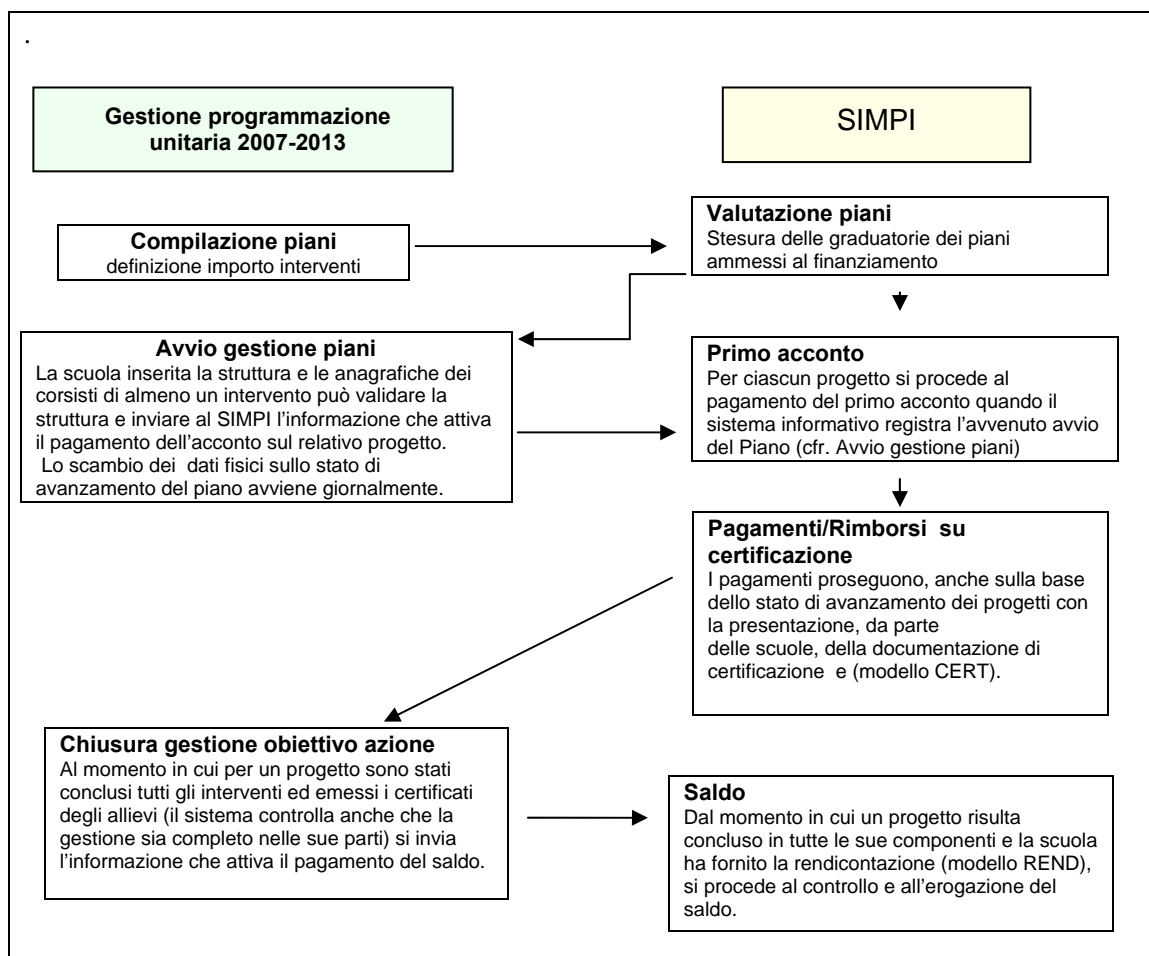 .
Gestione programmazione
unitaria 2007-2013
SIMPI
Compilazione piani
definizione importo interventi
Valutazione piani
Stesura delle graduatorie dei piani
ammessi al finanziamento
Avvio gestione piani
La scuola inserita la struttura e le anagrafiche dei
corsisti di almeno un intervento può validare la
struttura e inviare al SIMPI l'informazione che attiva
il pagamento dell'acconto sul relativo progetto.
Lo scambio dei dati fisici sullo stato di
avanzamento del piano avviene giornalmente.
Primo acconto
Per ciascun progetto si procede al
pagamento del primo acconto quando il
sistema informativo registra l'avvenuto avvio
del Piano (cfr. Avvio gestione piani)
Pagamenti/Rimborsi su
certificazione
I pagamenti proseguono, anche sulla base
dello stato di avanzamento dei progetti con
la presentazione, da parte
delle scuole, della documentazione di
certificazione e (modello CERT).
Chiusura gestione obiettivo azione
Al momento in cui per un progetto sono stati
conclusi tutti gli interventi ed emessi i certificati
degli allievi (il sistema controlla anche che la
gestione sia completo nelle sue parti) si invia
l'informazione che attiva il pagamento del saldo.
Saldo
Dal momento in cui un progetto risulta
concluso in tutte le sue componenti e la scuola
ha fornito la rendicontazione (modello REND),
si procede al controllo e all'erogazione del
saldo.